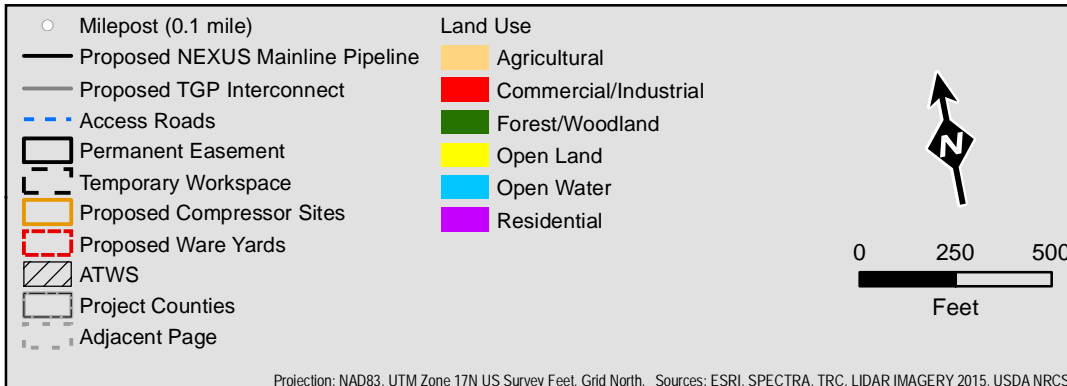 Milepost (0.1 mile)
Proposed NEXUS Mainline Pipeline
Proposed TGP Interconnect
Access Roads
Permanent Easement
Temporary Workspace
Proposed Compressor Sites
Proposed Ware Yards
ATWS
Project Counties
Adjacent Page
Land Use
Agricultural
Commercial/Industrial
Forest/Woodland
Open Land
Open Water
Residential
N
0 250 500
Feet
Projection: NAD83, UTM Zone 17N US Survey Feet, Grid North. Sources: ESRI, SPECTRA, TRC, LIDAR IMAGERY 2015, USDA NRCS